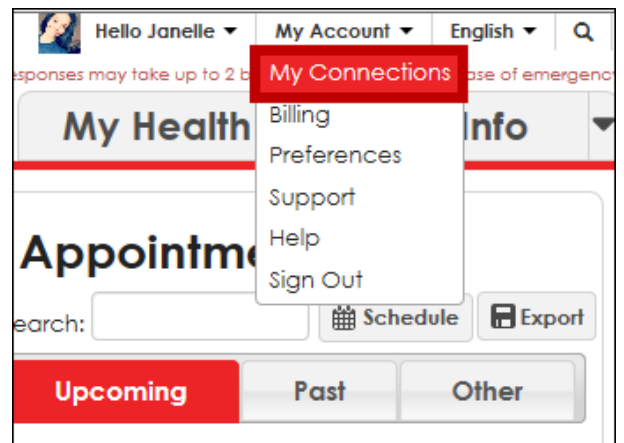 Hello Janelle My Account English
esponses may take up to 2 b ase of emergenc
My Connections
Billing
My Health Info
Preferences
Support
Help
Appointme
Sign Out
earch: Schedule Export
Upcoming Past Other